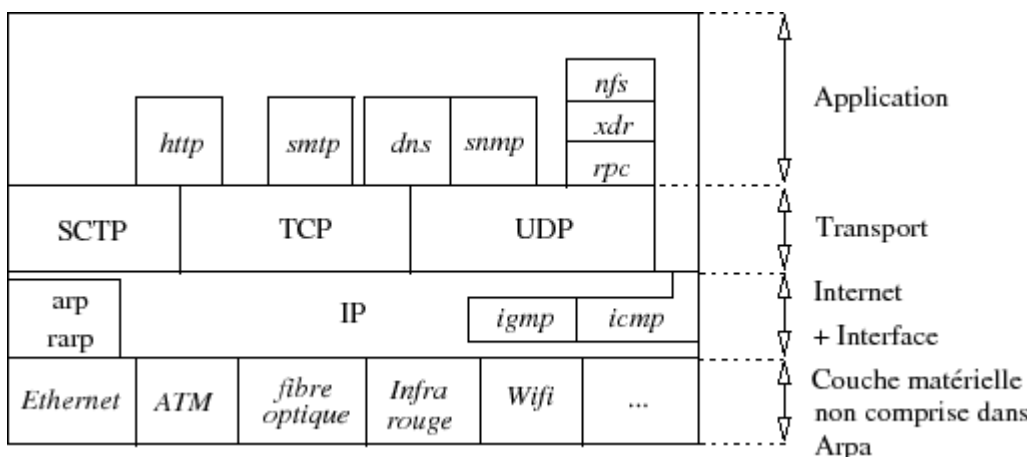 nfs
Application
xdr
http
smtp
dns
snmp
rpc
SCTP
TCP
UDP
Transport
arp
rarp
IP
igmp
icmp
Internet
+ Interface
Ethernet
ATM
fibre
optique
Infra
rouge
Wifi
...
Couche matérielle
non comprise dans
Arpa